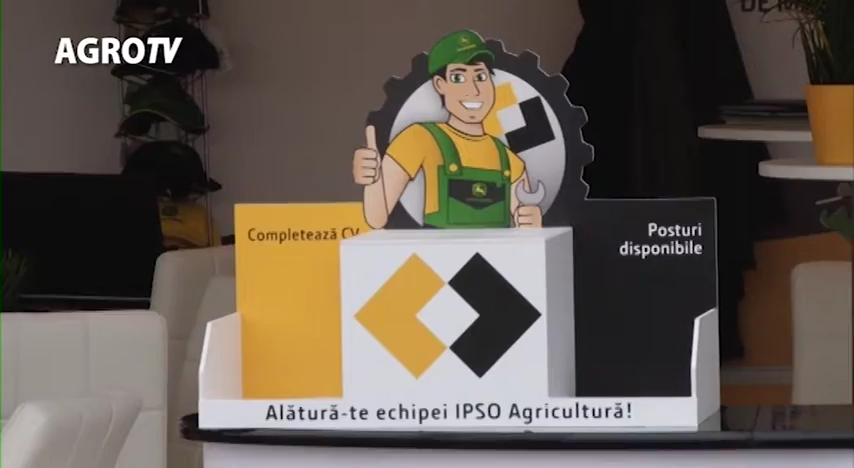 AGROTV
Completează CV
Posturi
disponibile
Alătură-te echipei IPSO Agricultură!